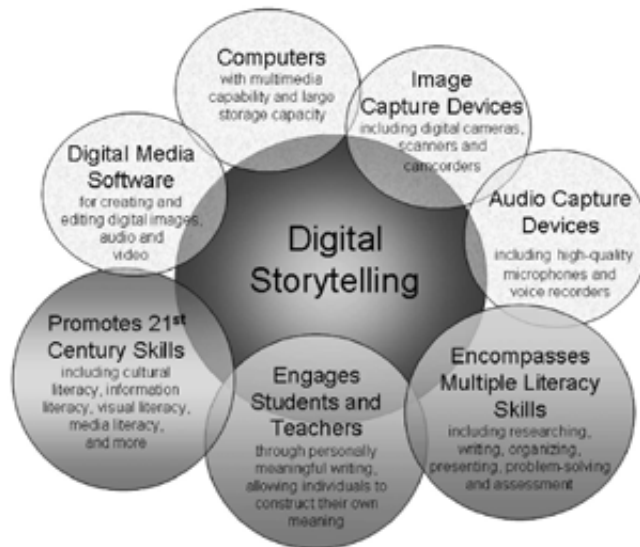 Computers
with multimedia
capability and large
storage capacity
Image
Capture Devices
including digital cameras,
scanners and
camcorders
Digital Media
Software
for creating and
editing digital images,
audio and
video
Audio Capture
Devices
including high-quality
microphones and
voice recorders
Digital
Storytelling
Promotes 21st
Century Skills
including cultural
literacy, information
literacy, visual literacy,
media literacy,
and more
Engages
Students and
Teachers
through personally
meaningful writing,
allowing individuals to
construct their own
meaning
Encompasses
Multiple Literacy
Skills
including researching,
writing, organizing,
presenting, problem-solving
and assessment